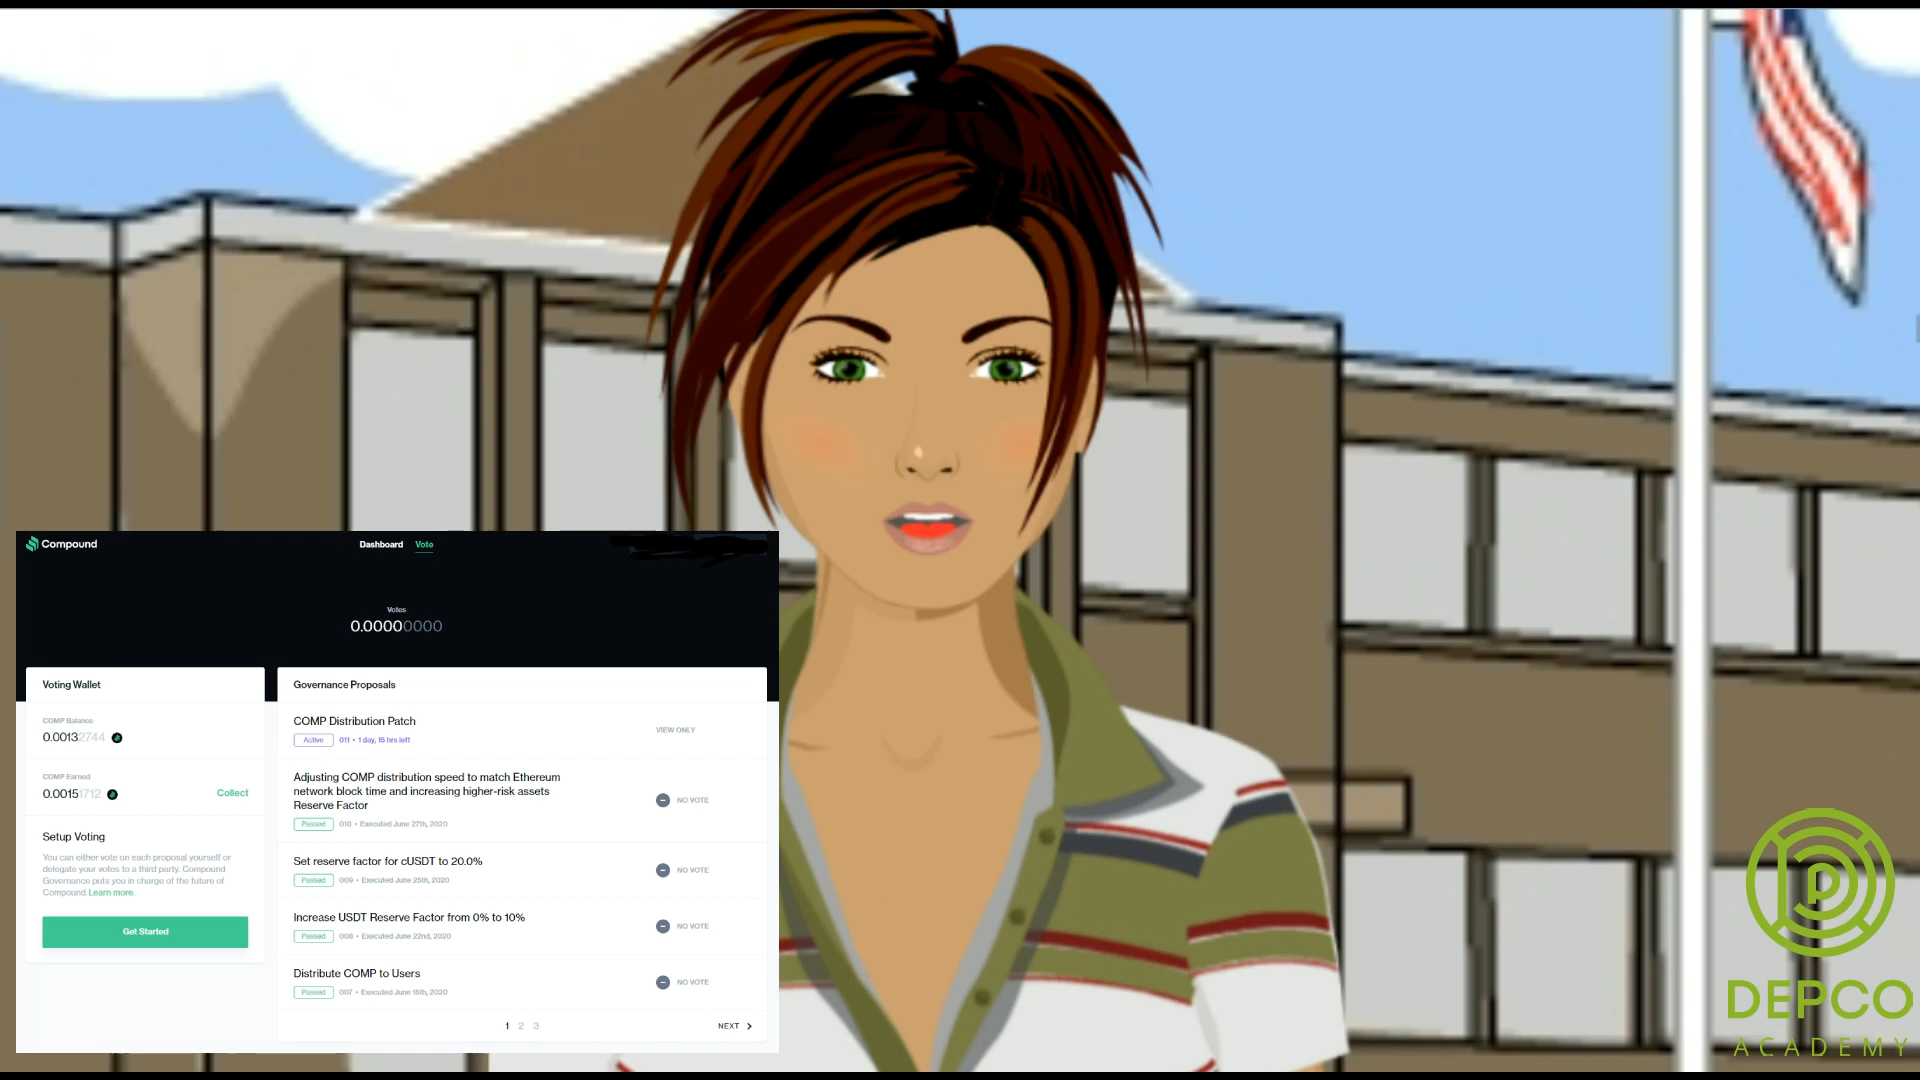 Compound
Dashboard Vote
Votes
0.00000000
Voting Wallet
COMP Balance
0.00132744
COMP Earned
0.00151712
Collect
Setup Voting
You can either vote on each proposal yourself or
delegate your votes to a third party. Compound
Governance puts you in charge of the future of
Compound. Learn more.
Get Started
Governance Proposals
COMP Distribution Patch
Active 011 • 1 day, 15 hrs left
VIEW ONLY
Adjusting COMP distribution speed to match Ethereum
network block time and increasing higher-risk assets
Reserve Factor
Passed 010 • Executed June 27th, 2020
NO VOTE
Set reserve factor for cUSDT to 20.0%
Passed 009 • Executed June 25th, 2020
NO VOTE
Increase USDT Reserve Factor from 0% to 10%
Passed 008 • Executed June 22nd, 2020
NO VOTE
Distribute COMP to Users
Passed 007 • Executed June 15th, 2020
NO VOTE
1 2 3
NEXT
DEPCO
ACADEMY